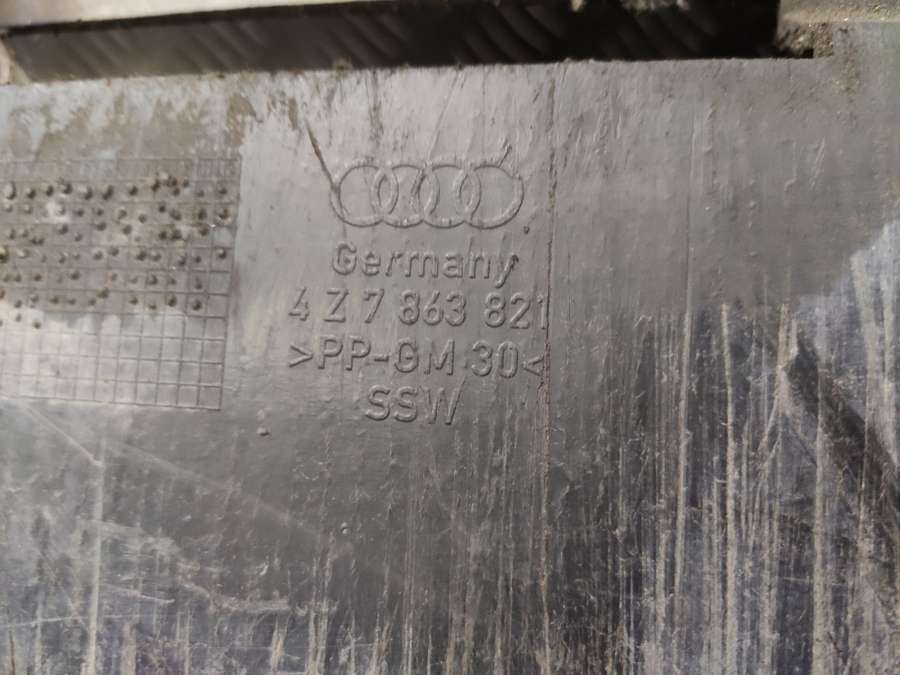 Germany
4 Z 7 863 821
>PP-GM 30<
SSW